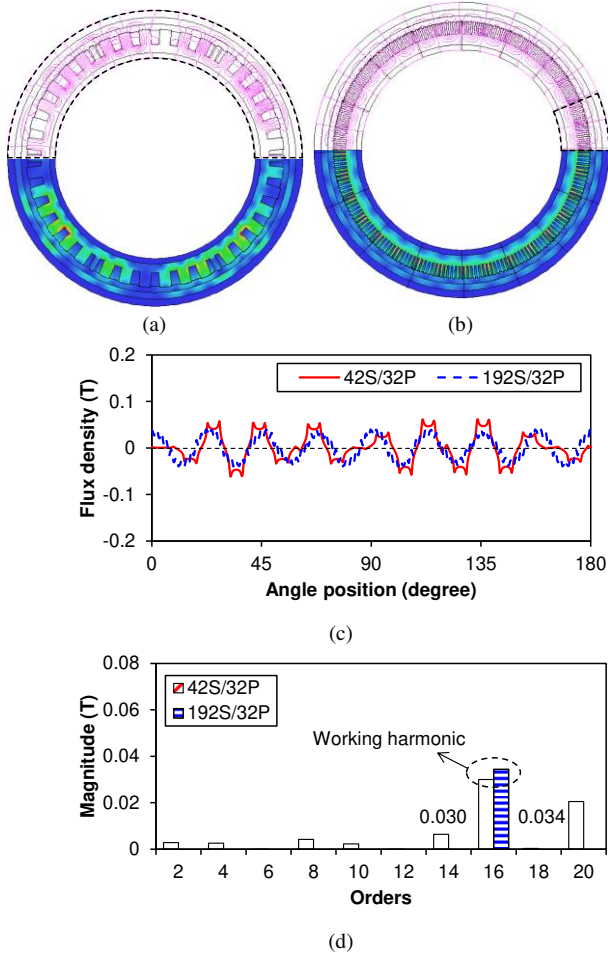 (a)
(b)
0.2
0.1
0
-0.1
-0.2
Flux density (T)
42S/32P
192S/32P
0
45
90
135
180
Angle position (degree)
(c)
0.08
0.06
0.04
0.02
0
Magnitude (T)
42S/32P
192S/32P
Working harmonic
0.030
0.034
2 4 6 8 10 12 14 16 18 20
Orders
(d)